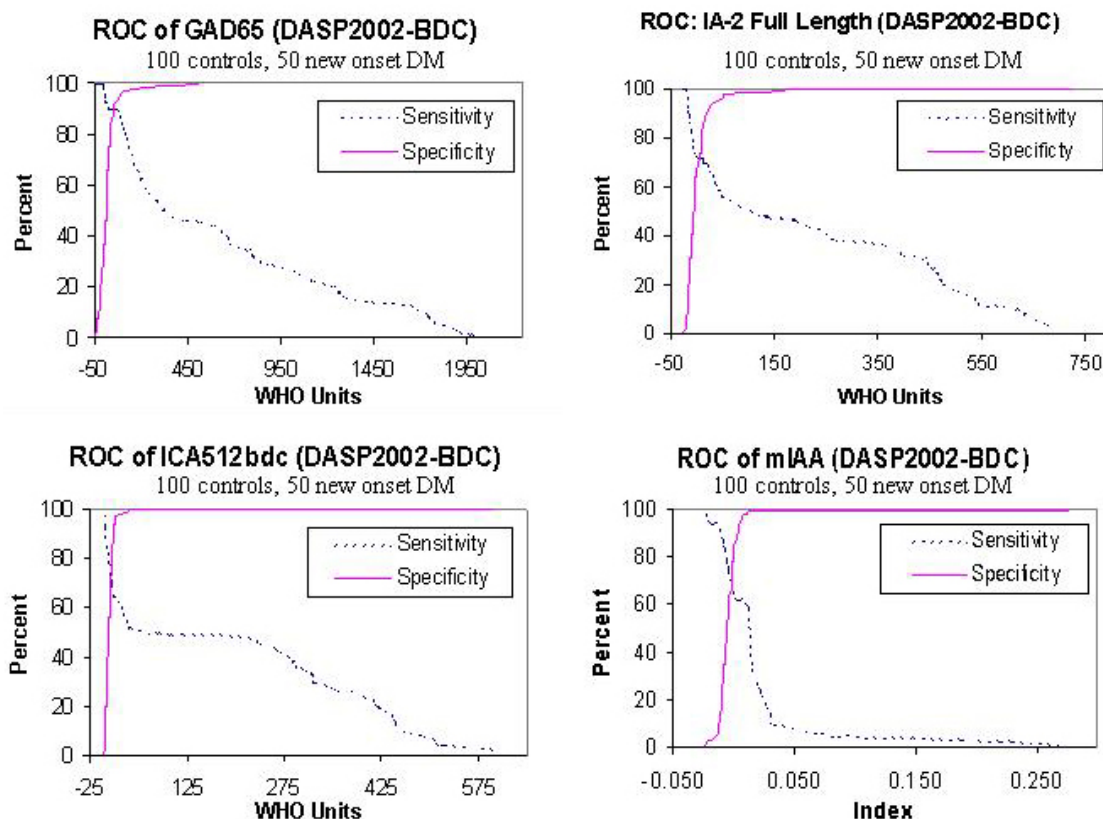 ROC of GAD65 (DASP2002-BDC)
100 controls, 50 new onset DM
100
80
60
40
20
0
Percent
Sensitivity
Specificity
-50 450 950 1450 1950
WHO Units
ROC: IA-2 Full Length (DASP2002-BDC)
100 controls, 50 new onset DM
100
80
60
40
20
0
Percent
Sensitivity
Specificty
-50 150 350 550 750
WHO Units
ROC of ICA512bdc (DASP2002-BDC)
100 controls, 50 new onset DM
100
80
60
40
20
0
Percent
Sensitivity
Specificity
-25 125 275 425 575
WHO Units
ROC of mIAA (DASP2002-BDC)
100 controls, 50 new onset DM
100
80
60
40
20
0
Percent
Sensitivity
Specificity
-0.050 0.050 0.150 0.250
Index